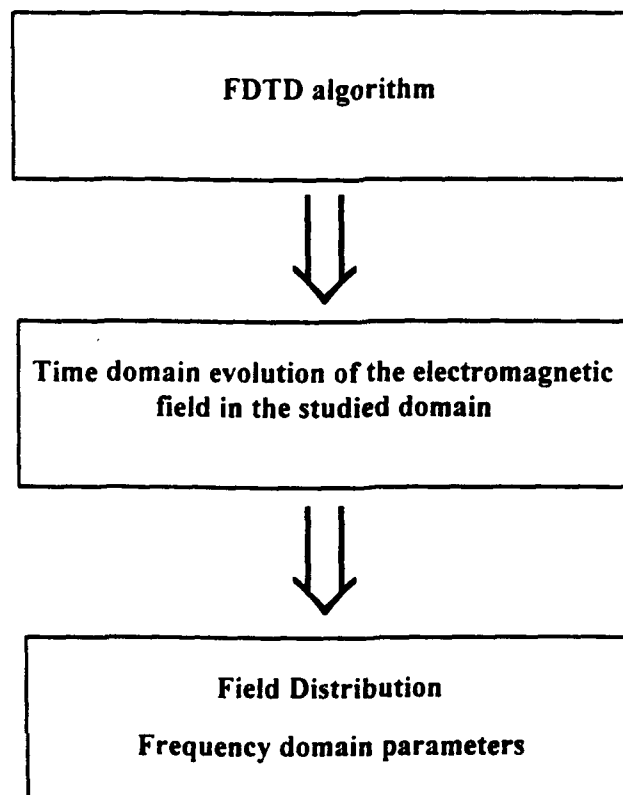 FDTD algorithm
Time domain evolution of the electromagnetic
field in the studied domain
Field Distribution
Frequency domain parameters